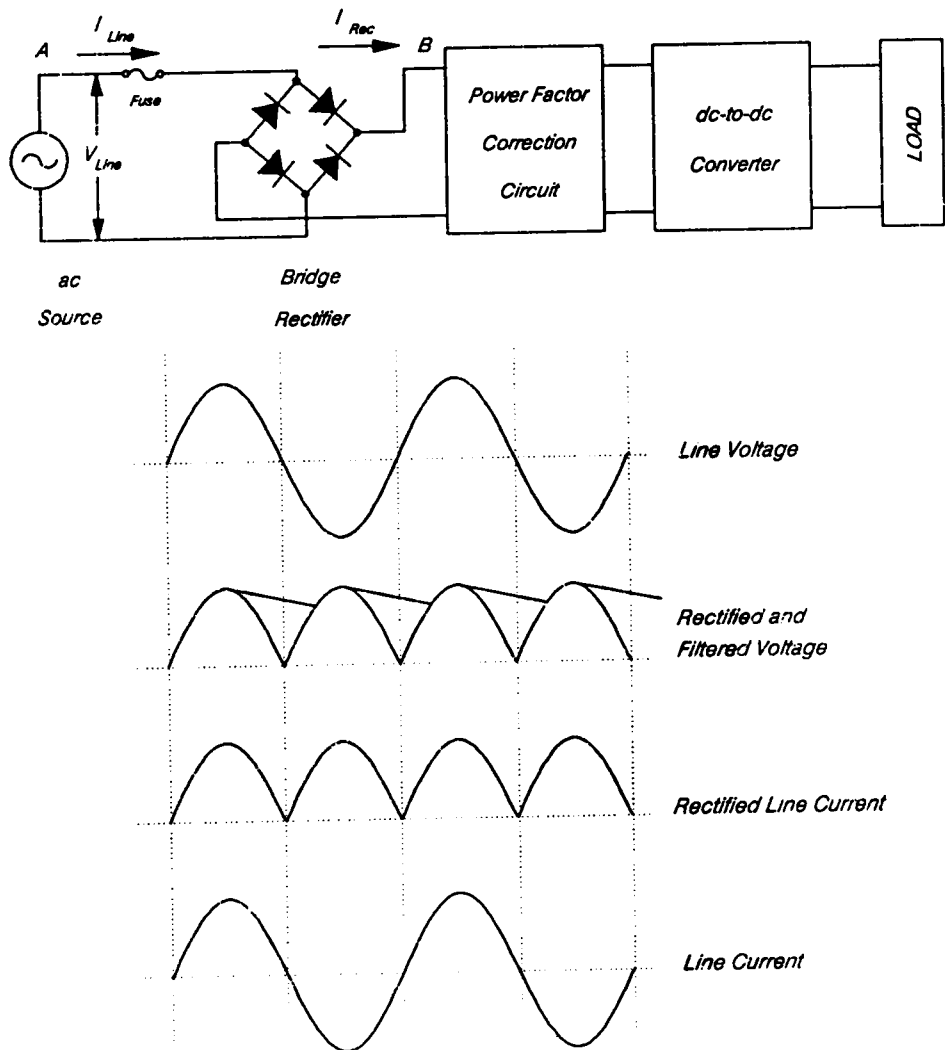 A
I Line
I Rec
B
Fuse
V Line
Power Factor
Correction
Circuit
dc-to-dc
Converter
LOAD
ac
Source
Bridge
Rectifier
Line Voltage
Rectified and
Filtered Voltage
Rectified Line Current
Line Current